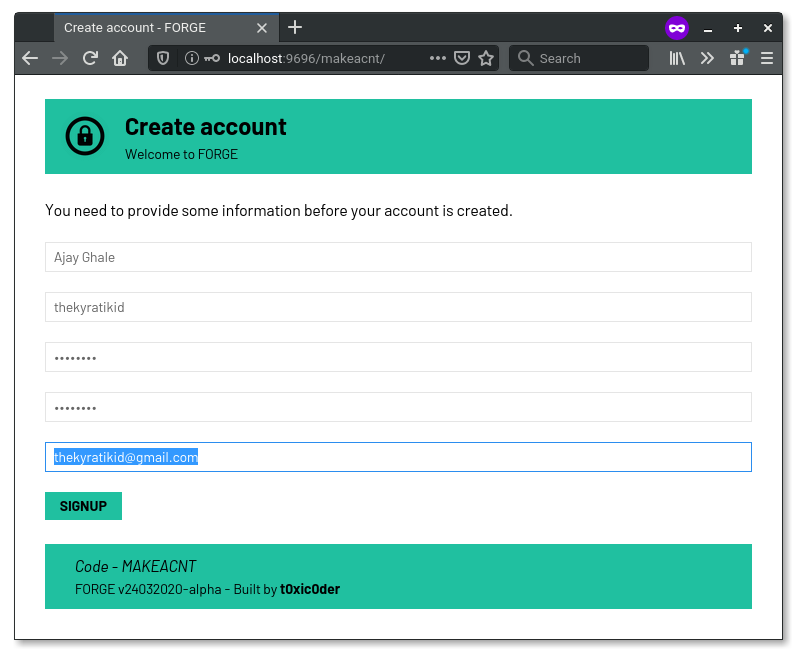 Create account - FORGE
localhost:9696/makeacnt/
Search
Create account
Welcome to FORGE
You need to provide some information before your account is created.
Ajay Ghale
thekyratikid
••••••••
••••••••
thekyratikid@gmail.com
SIGNUP
Code - MAKEACNT
FORGE v24032020-alpha - Built by t0xic0der